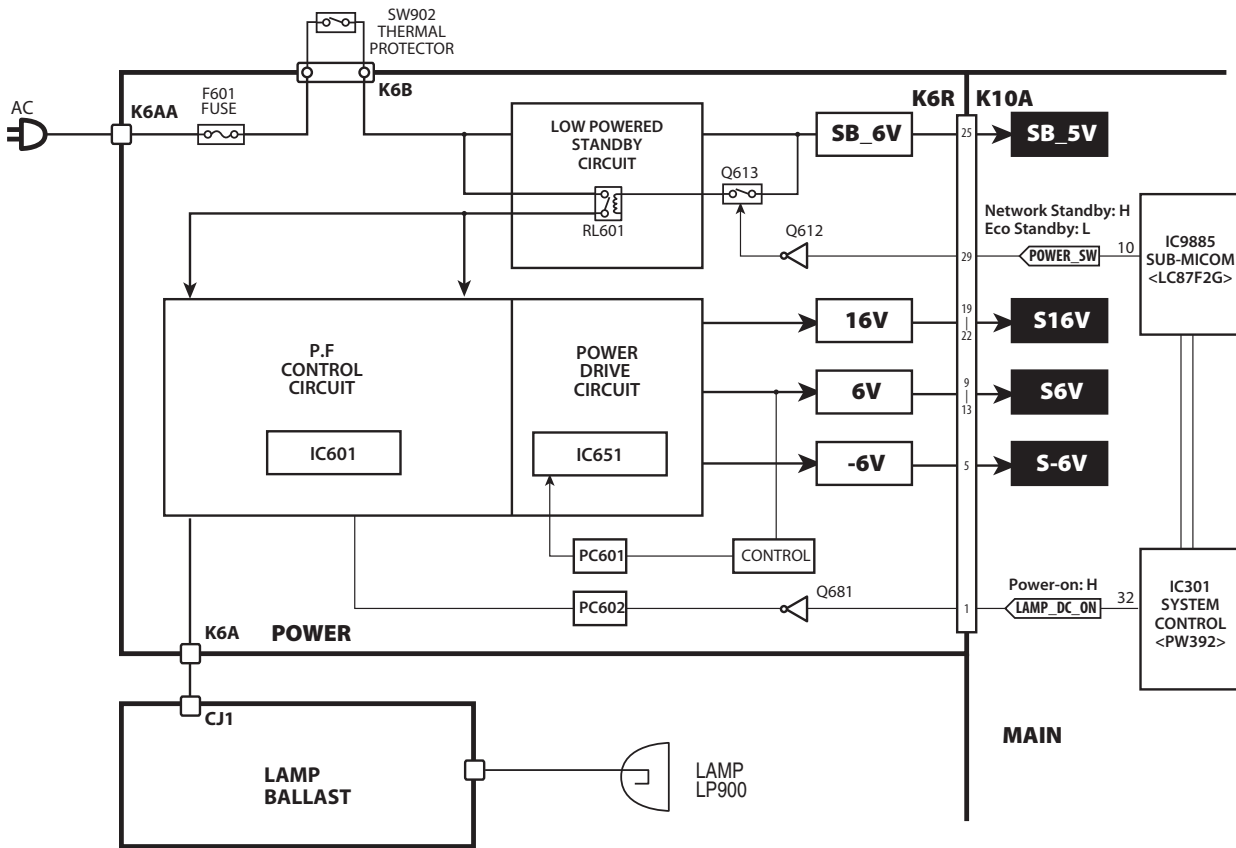 SW902
THERMAL
PROTECTOR
AC
K6AA
F601
FUSE
K6B
K6R
K10A
LOW POWERED
STANDBY
CIRCUIT
RL601
SB_6V
25
SB_5V
Q613
Q612
29
Network Standby: H
Eco Standby: L
POWER_SW
10
IC9885
SUB-MICOM
<LC87F2G>
P.F
CONTROL
CIRCUIT
IC601
POWER
DRIVE
CIRCUIT
IC651
16V
19
22
S16V
6V
9
13
S6V
-6V
5
S-6V
PC601
CONTROL
PC602
Q681
1
Power-on: H
LAMP_DC_ON
32
IC301
SYSTEM
CONTROL
<PW392>
K6A
POWER
CJ1
MAIN
LAMP
BALLAST
LAMP
LP900